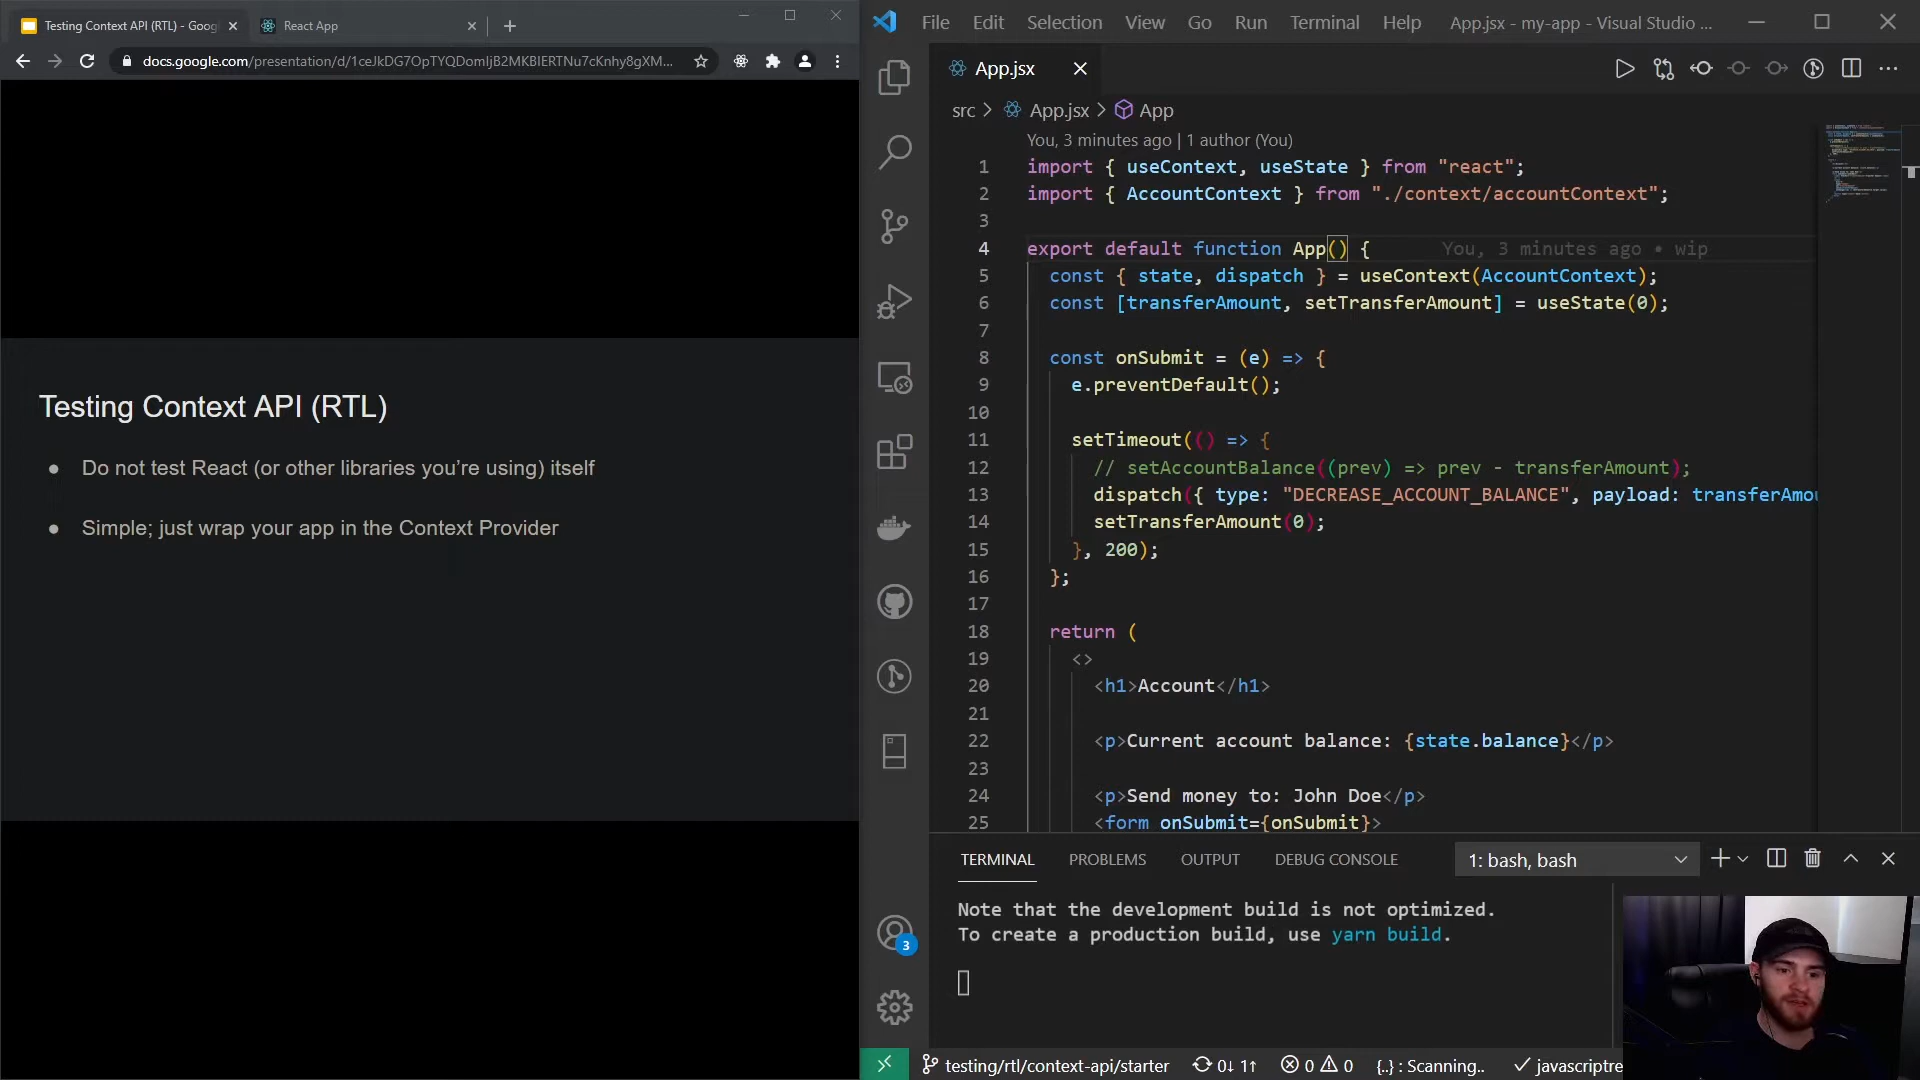 Testing Context API (RTL) - Goog
React App
docs.google.com/presentation/d/1ceJkDG7OpTYQDomIjB2MKBIERTNu7cKnhy8gXM...
Testing Context API (RTL)
● Do not test React (or other libraries you're using) itself
● Simple; just wrap your app in the Context Provider
File Edit Selection View Go Run Terminal Help App.jsx - my-app - Visual Studio ...
App.jsx
src > App.jsx > App
You, 3 minutes ago | 1 author (You)
1 import { useContext, useState } from "react";
2 import { AccountContext } from "./context/accountContext";
3
4 export default function App() { You, 3 minutes ago • wip
5 const { state, dispatch } = useContext(AccountContext);
6 const [transferAmount, setTransferAmount] = useState(0);
7
8 const onSubmit = (e) => {
9 e.preventDefault();
10
11 setTimeout(() => {
12 // setAccountBalance((prev) => prev - transferAmount);
13 dispatch({ type: "DECREASE_ACCOUNT_BALANCE", payload: transferAmou
14 setTransferAmount(0);
15 }, 200);
16 };
17
18 return (
19 <>
20 <h1>Account</h1>
21
22 <p>Current account balance: {state.balance}</p>
23
24 <p>Send money to: John Doe</p>
25 <form onSubmit={onSubmit}>
TERMINAL PROBLEMS OUTPUT DEBUG CONSOLE 1: bash, bash
Note that the development build is not optimized.
To create a production build, use yarn build.
3
testing/rtl/context-api/starter 0↓ 1↑ 0 0 {..} : Scanning.. javascriptre